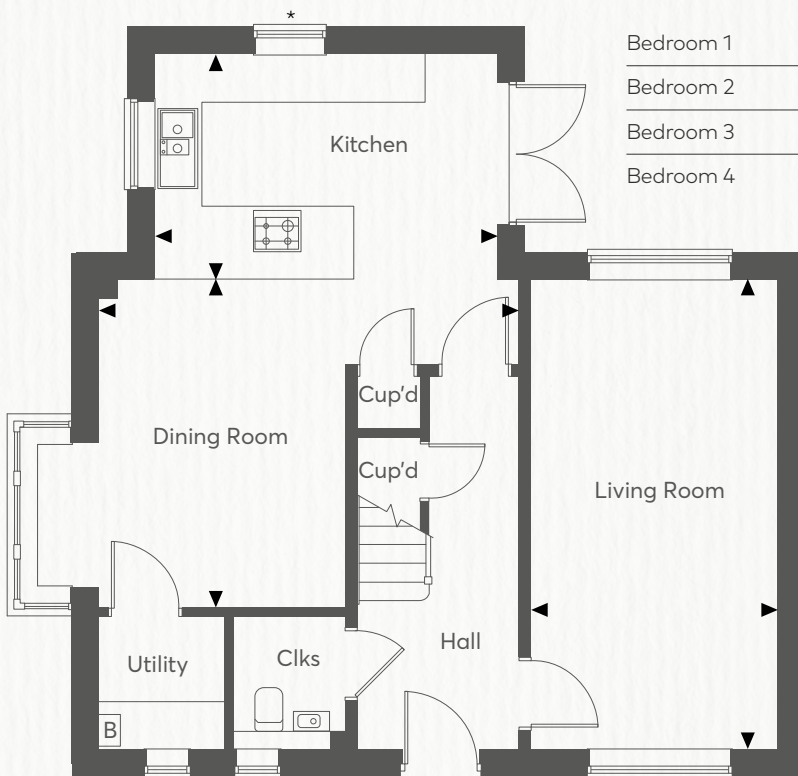 *
Bedroom 1
Bedroom 2
Kitchen
Bedroom 3
Bedroom 4
Cup'd
Dining Room
Cup'd
Living Room
Hall
Utility
Clks
B